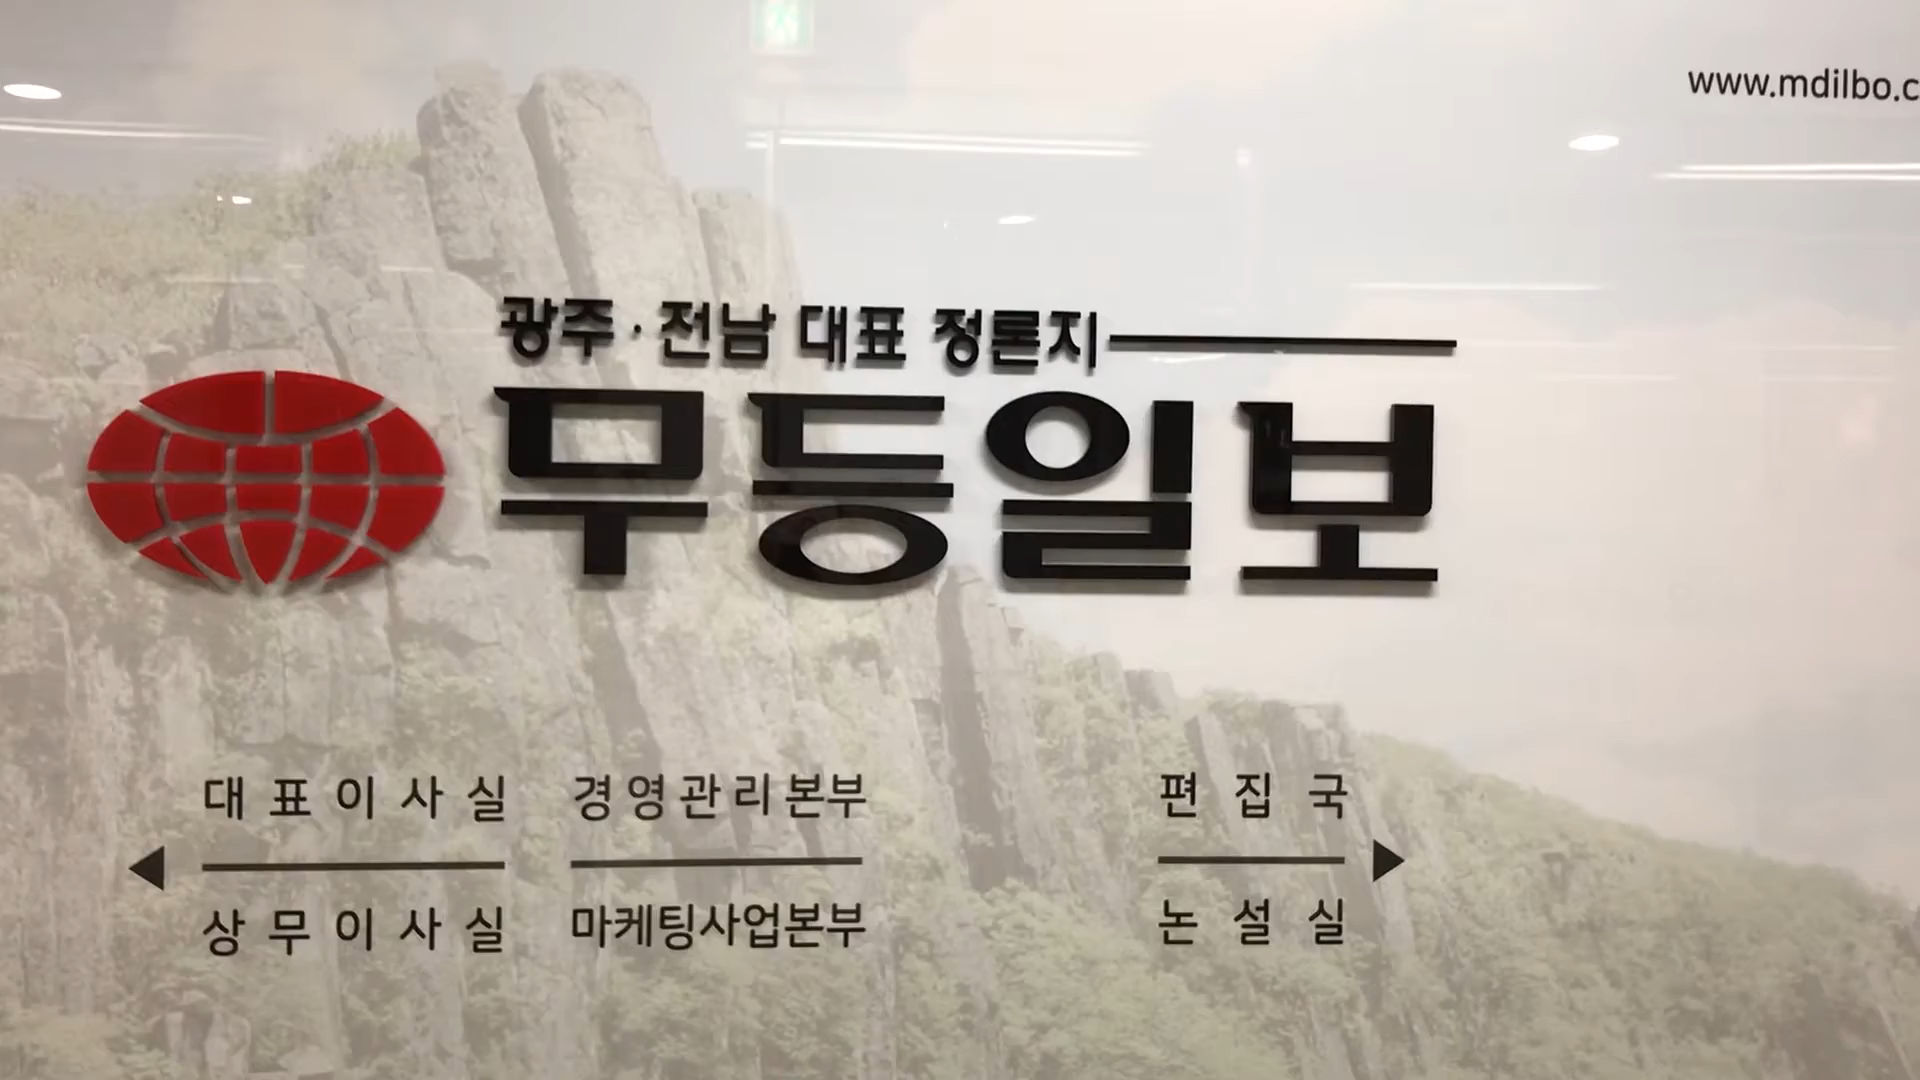 www.mdilbo.c
광주·전남 대표 정론지
무등일보
대표이사실 경영관리본부 편집국
상무이사실 마케팅사업본부 논설실